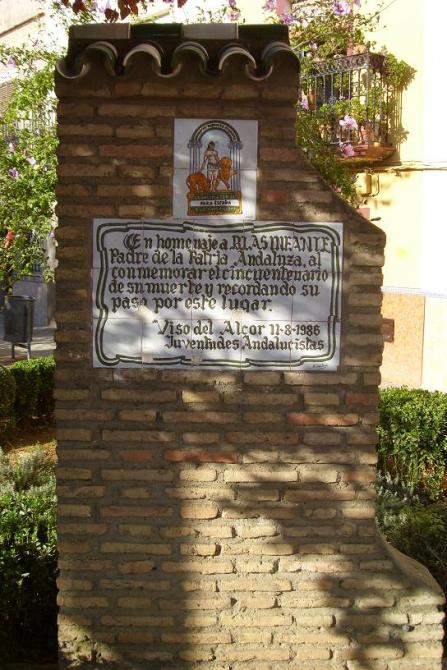 PARA ESPAÑA
En homenaje a BLAS INFANTE
Padre de la Patria Andaluza, al
conmemorar el cincuentenario
de su muerte y recordando su
paso por este lugar.
Viso del Alcor 11-8-1986
Juventudes Andalucistas